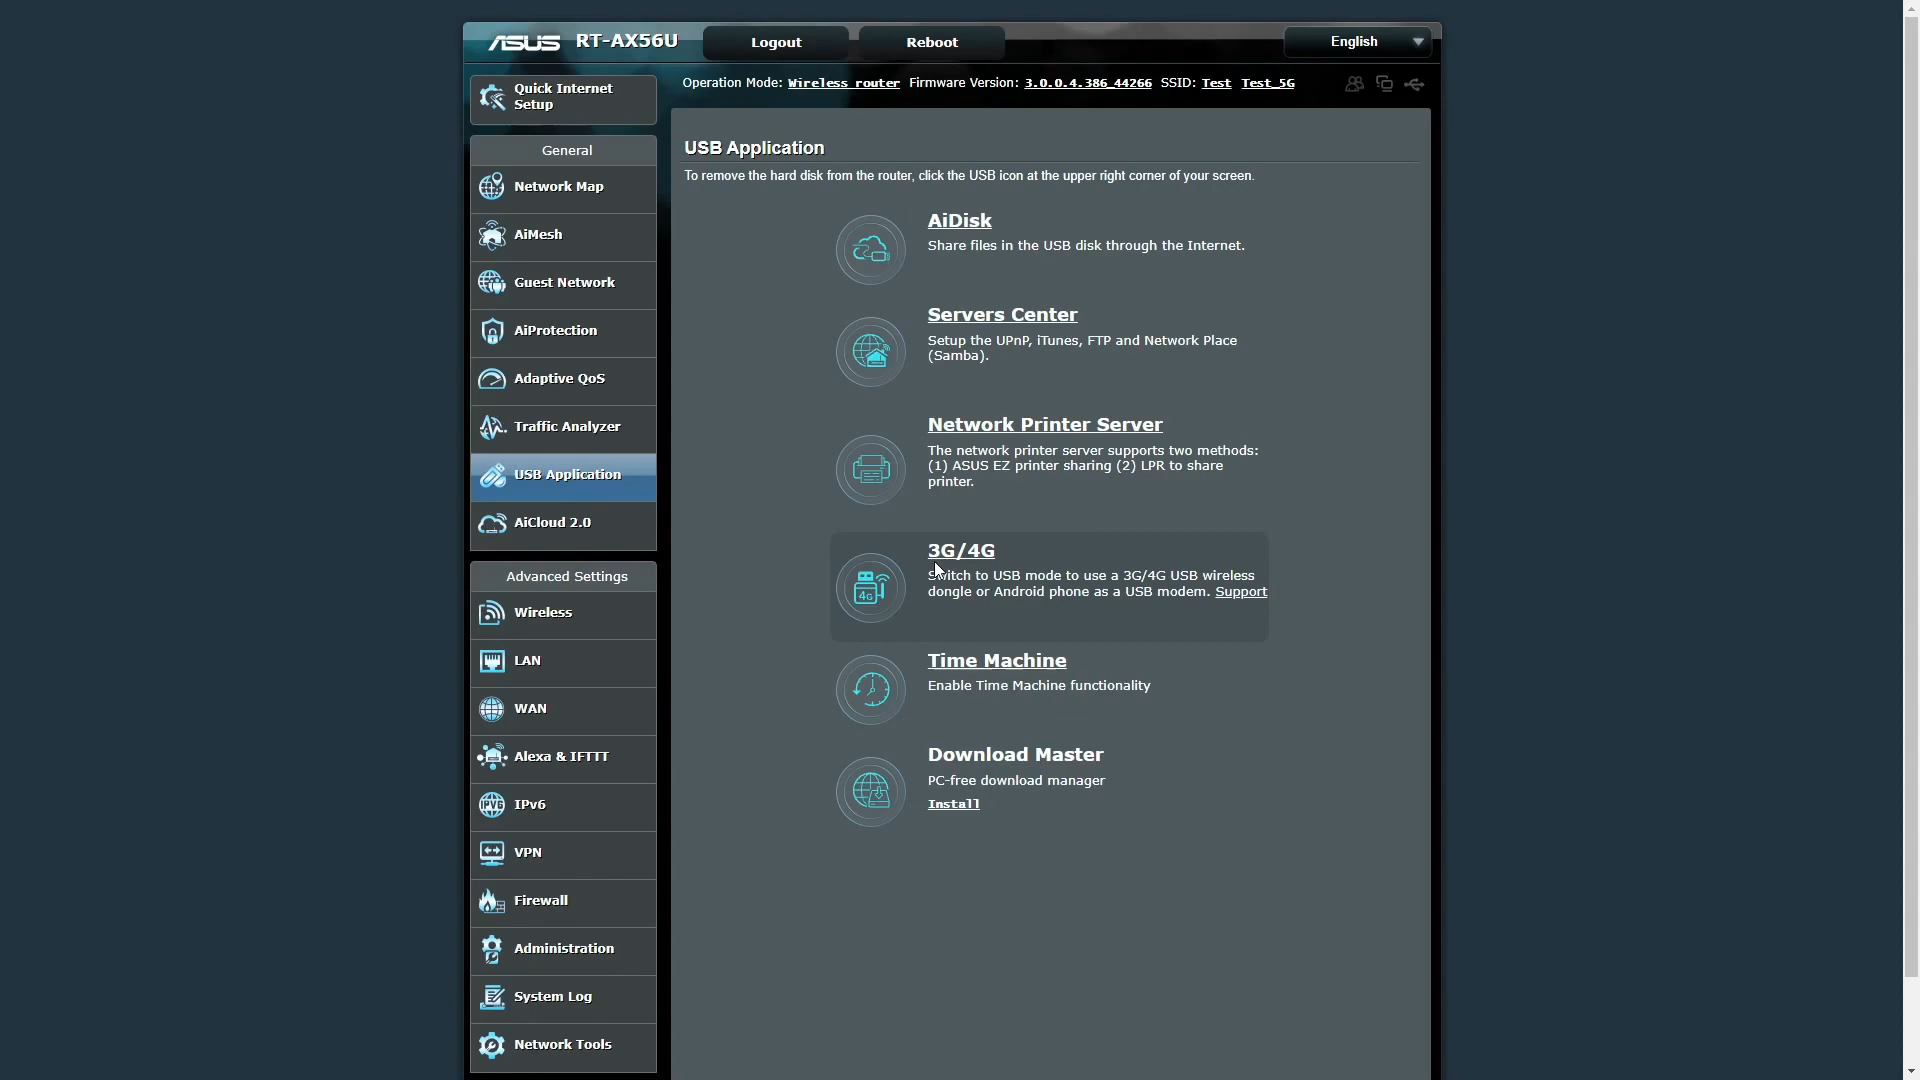 ASUS RT-AX56U
Logout
Reboot
English
Operation Mode: Wireless router Firmware Version: 3.0.0.4.386_44266 SSID: Test Test_5G
Quick Internet
Setup
General
Network Map
AiMesh
Guest Network
AiProtection
Adaptive QoS
Traffic Analyzer
USB Application
AiCloud 2.0
Advanced Settings
Wireless
LAN
WAN
Alexa & IFTTT
IPV6 IPv6
VPN
Firewall
Administration
System Log
Network Tools
USB Application
To remove the hard disk from the router, click the USB icon at the upper right corner of your screen.
AiDisk
Share files in the USB disk through the Internet.
Servers Center
Setup the UPnP, iTunes, FTP and Network Place
(Samba).
Network Printer Server
The network printer server supports two methods:
(1) ASUS EZ printer sharing (2) LPR to share
printer.
3G/4G
4G
Switch to USB mode to use a 3G/4G USB wireless
dongle or Android phone as a USB modem. Support
Time Machine
Enable Time Machine functionality
Download Master
PC-free download manager
Install